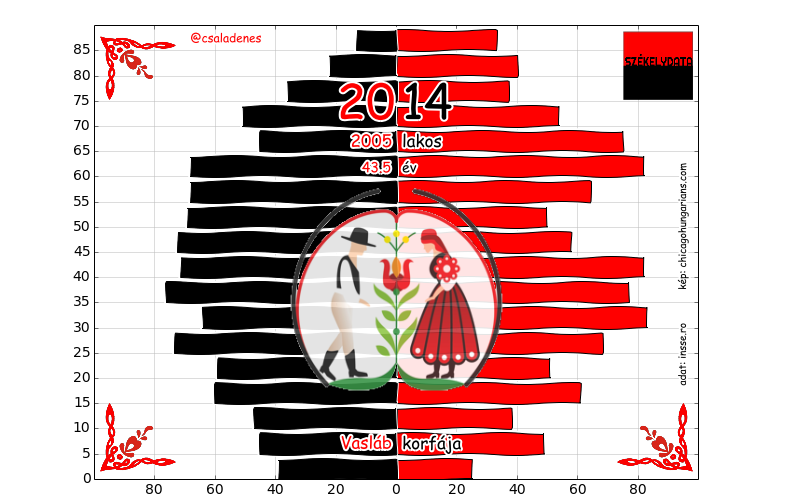 @csaladenes
SZÉKELYDATA
2014
2005 lakos
43.5 év
kép: chicagohungarians.com
adat: insse.ro
Vasláb korfája
85
80
75
70
65
60
55
50
45
40
35
30
25
20
15
10
5
0
80 60 40 20 0 20 40 60 80